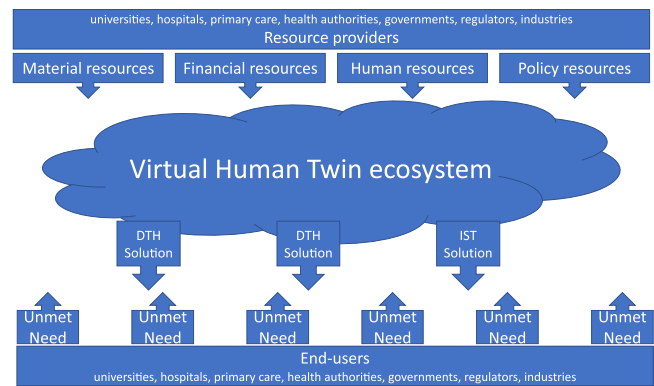 universities, hospitals, primary care, health authorities, governments, regulators, industries
Resource providers
Material resources
Financial resources
Human resources
Policy resources
Virtual Human Twin ecosystem
DTH
Solution
DTH
Solution
IST
Solution
Unmet
Need
Unmet
Need
Unmet
Need
Unmet
Need
Unmet
Need
Unmet
Need
End-users
universities, hospitals, primary care, health authorities, governments, regulators, industries